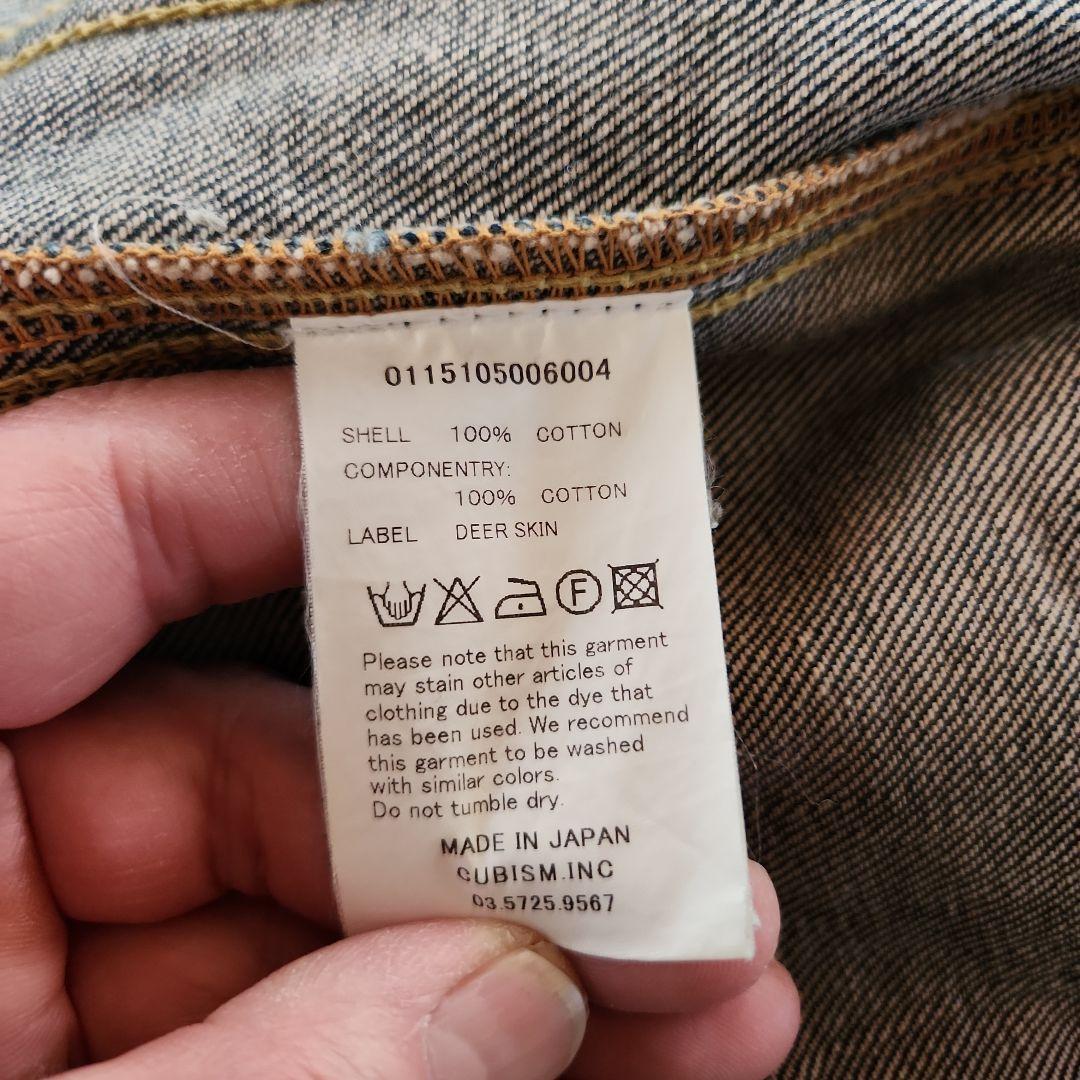 0115105006004
SHELL 100% COTTON
COMPONENTRY:
100% COTTON
LABEL DEER SKIN
F
Please note that this garment
may stain other articles of
clothing due to the dye that
has been used. We recommend
this garment to be washed
with similar colors.
Do not tumble dry.
MADE IN JAPAN
CUBISM.INC
03.5725.9567